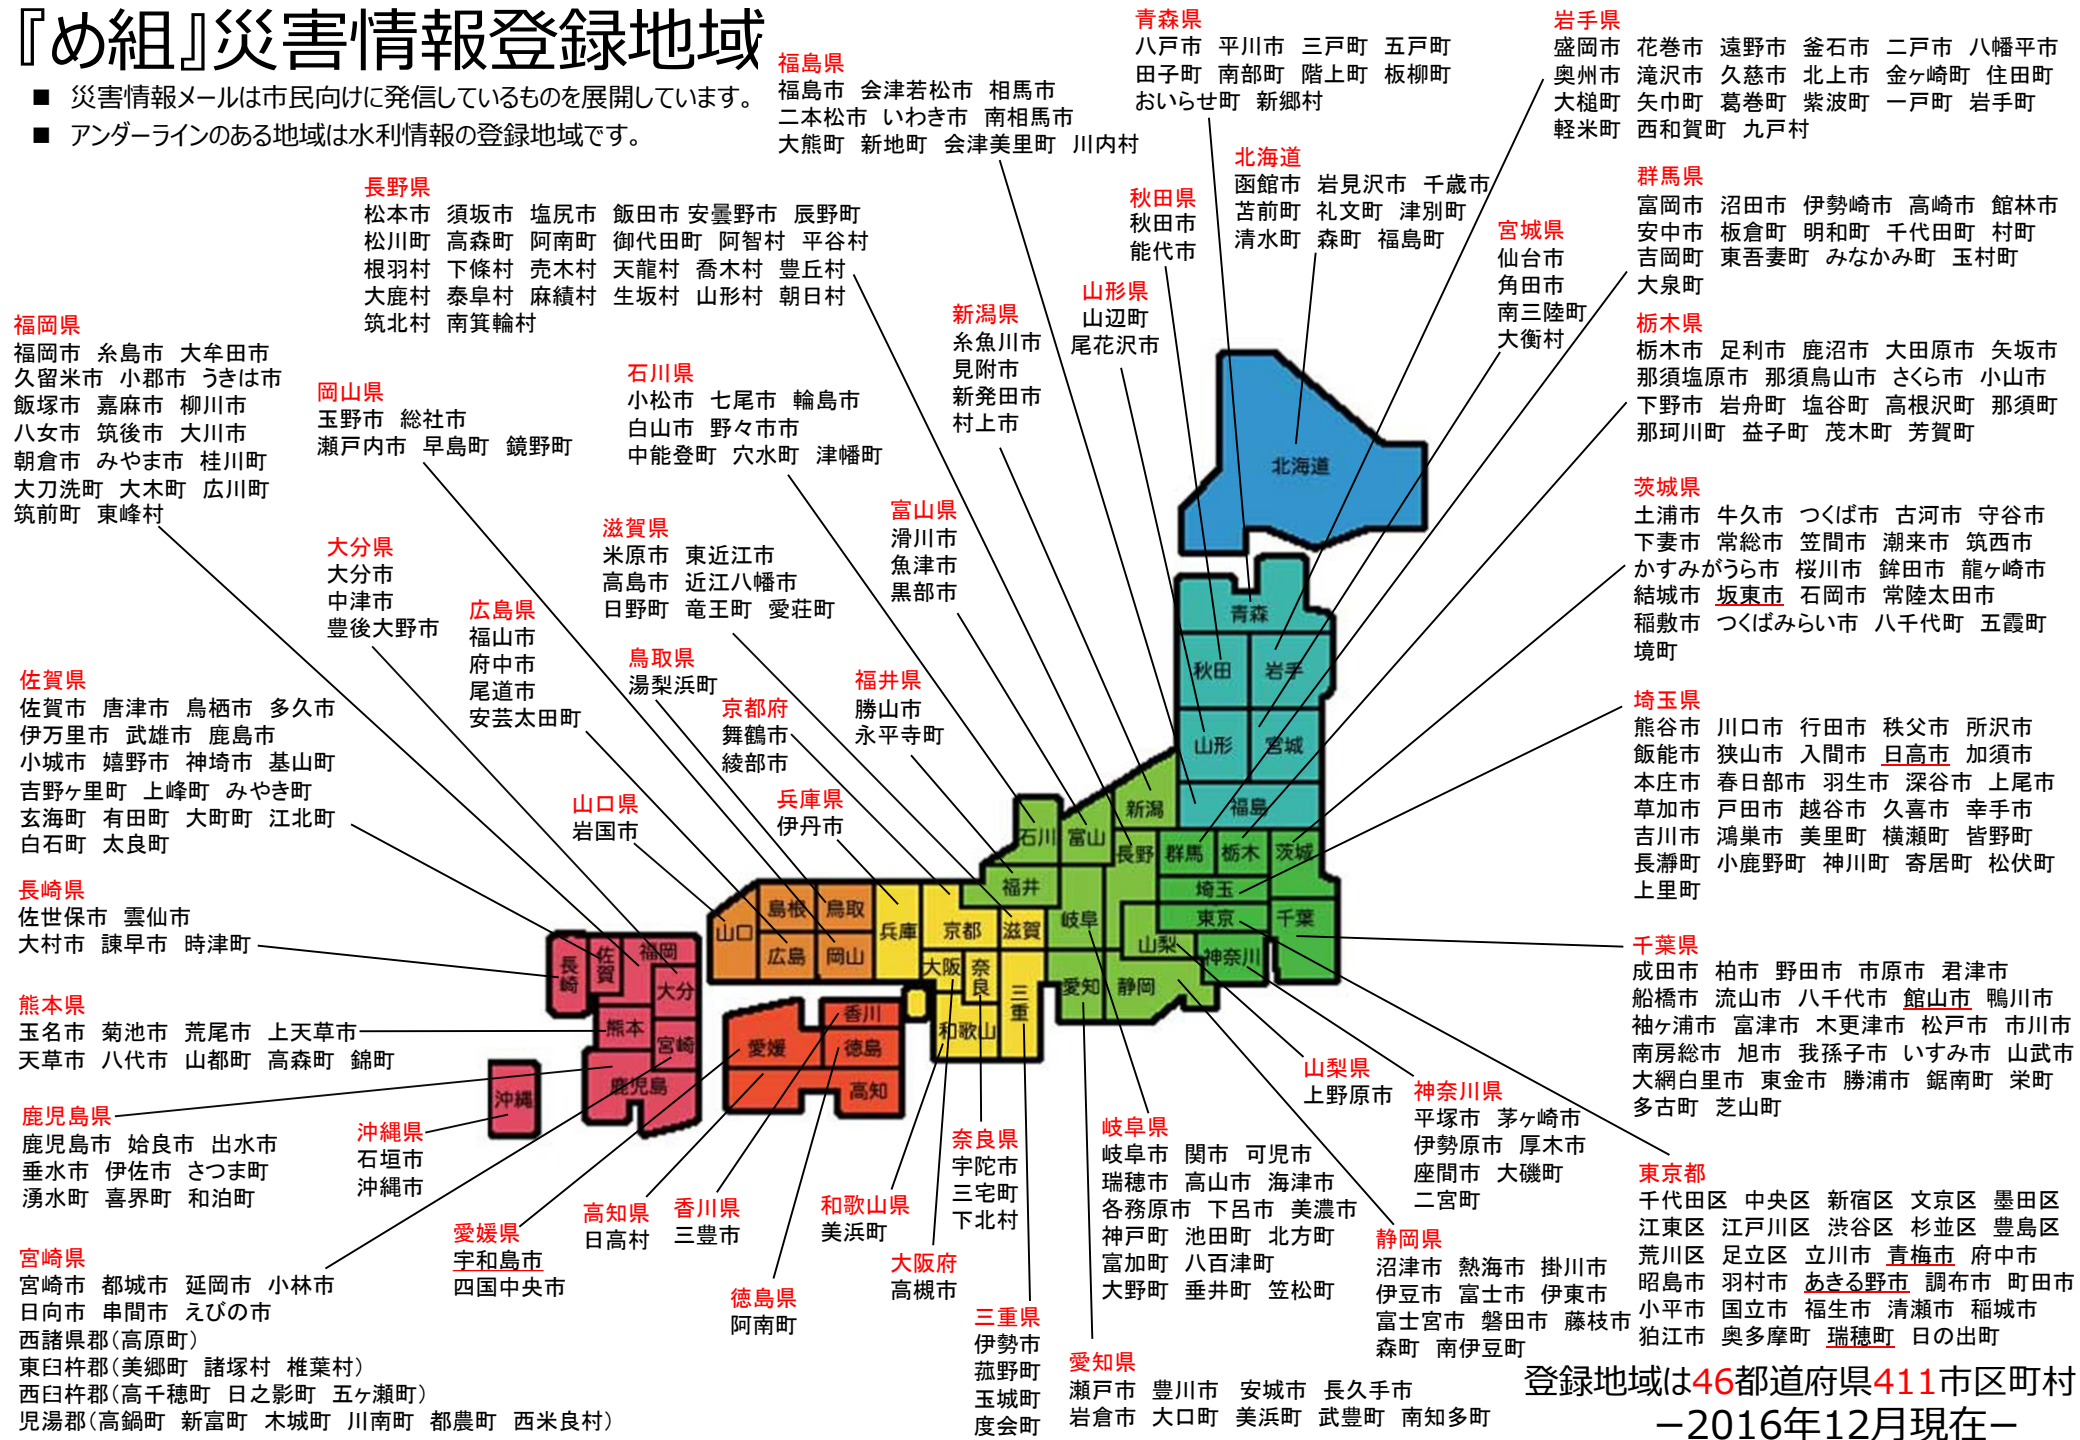 『め組』災害情報登録地域
■ 災害情報メールは市民向けに発信しているものを展開しています。
■ アンダーラインのある地域は水利情報の登録地域です。
福島県
福島市 会津若松市 相馬市
二本松市 いわき市 南相馬市
大熊町 新地町 会津美里町 川内村
青森県
八戸市 平川市 三戸町 五戸町
田子町 南部町 階上町 板柳町
おいらせ町 新郷村
岩手県
盛岡市 花巻市 遠野市 釜石市 二戸市 八幡平市
奥州市 滝沢市 久慈市 北上市 金ヶ崎町 住田町
大槌町 矢巾町 葛巻町 紫波町 一戸町 岩手町
軽米町 西和賀町 九戸村
北海道
函館市 岩見沢市 千歳市
苫前町 礼文町 津別町
清水町 森町 福島町
秋田県
秋田市
能代市
宮城県
仙台市
角田市
南三陸町
大衡村
群馬県
富岡市 沼田市 伊勢崎市 高崎市 館林市
安中市 板倉町 明和町 千代田町 村町
吉岡町 東吾妻町 みなかみ町 玉村町
大泉町
長野県
松本市 須坂市 塩尻市 飯田市 安曇野市 辰野町
松川町 高森町 阿南町 御代田町 阿智村 平谷村
根羽村 下條村 売木村 天龍村 喬木村 豊丘村
大鹿村 泰阜村 麻績村 生坂村 山形村 朝日村
筑北村 南箕輪村
山形県
山辺町
尾花沢市
新潟県
糸魚川市
見附市
新発田市
村上市
栃木県
栃木市 足利市 鹿沼市 大田原市 矢坂市
那須塩原市 那須鳥山市 さくら市 小山市
下野市 岩舟町 塩谷町 高根沢町 那須町
那珂川町 益子町 茂木町 芳賀町
福岡県
福岡市 糸島市 大牟田市
久留米市 小郡市 うきは市
飯塚市 嘉麻市 柳川市
八女市 筑後市 大川市
朝倉市 みやま市 桂川町
大刀洗町 大木町 広川町
筑前町 東峰村
岡山県
玉野市 総社市
瀬戸内市 早島町 鏡野町
石川県
小松市 七尾市 輪島市
白山市 野々市市
中能登町 穴水町 津幡町
富山県
滑川市
魚津市
黒部市
滋賀県
米原市 東近江市
高島市 近江八幡市
日野町 竜王町 愛荘町
大分県
大分市
中津市
豊後大野市
広島県
福山市
府中市
尾道市
安芸太田町
鳥取県
湯梨浜町
京都府
舞鶴市
綾部市
福井県
勝山市
永平寺町
兵庫県
伊丹市
山口県
岩国市
茨城県
土浦市 牛久市 つくば市 古河市 守谷市
下妻市 常総市 笠間市 潮来市 筑西市
かすみがうら市 桜川市 鉾田市 龍ヶ崎市
結城市 坂東市 石岡市 常陸太田市
稲敷市 つくばみらい市 八千代町 五霞町
境町
埼玉県
熊谷市 川口市 行田市 秩父市 所沢市
飯能市 狭山市 入間市 日高市 加須市
本庄市 春日部市 羽生市 深谷市 上尾市
草加市 戸田市 越谷市 久喜市 幸手市
吉川市 鴻巣市 美里町 横瀬町 皆野町
長瀞町 小鹿野町 神川町 寄居町 松伏町
上里町
佐賀県
佐賀市 唐津市 鳥栖市 多久市
伊万里市 武雄市 鹿島市
小城市 嬉野市 神埼市 基山町
吉野ヶ里町 上峰町 みやき町
玄海町 有田町 大町町 江北町
白石町 太良町
長崎県
佐世保市 雲仙市
大村市 諫早市 時津町
熊本県
玉名市 菊池市 荒尾市 上天草市
天草市 八代市 山都町 高森町 錦町
鹿児島県
鹿児島市 姶良市 出水市
垂水市 伊佐市 さつま町
湧水町 喜界町 和泊町
沖縄県
石垣市
沖縄市
宮崎県
宮崎市 都城市 延岡市 小林市
日向市 串間市 えびの市
西諸県郡(高原町)
東臼杵郡(美郷町 諸塚村 椎葉村)
西臼杵郡(高千穂町 日之影町 五ヶ瀬町)
児湯郡(高鍋町 新富町 木城町 川南町 都農町 西米良村)
愛媛県
宇和島市
四国中央市
高知県
日高村
香川県
三豊市
徳島県
阿南町
和歌山県
美浜町
大阪府
高槻市
奈良県
宇陀市
三宅町
下北村
三重県
伊勢市
菰野町
玉城町
度会町
岐阜県
岐阜市 関市 可児市
瑞穂市 高山市 海津市
各務原市 下呂市 美濃市
神戸町 池田町 北方町
富加町 八百津町
大野町 垂井町 笠松町
愛知県
瀬戸市 豊川市 安城市 長久手市
岩倉市 大口町 美浜町 武豊町 南知多町
山梨県
上野原市
神奈川県
平塚市 茅ヶ崎市
伊勢原市 厚木市
座間市 大磯町
二宮町
静岡県
沼津市 熱海市 掛川市
伊豆市 富士市 伊東市
富士宮市 磐田市 藤枝市
森町 南伊豆町
千葉県
成田市 柏市 野田市 市原市 君津市
船橋市 流山市 八千代市 館山市 鴨川市
袖ヶ浦市 富津市 木更津市 松戸市 市川市
南房総市 旭市 我孫子市 いすみ市 山武市
大網白里市 東金市 勝浦市 鋸南町 栄町
多古町 芝山町
東京都
千代田区 中央区 新宿区 文京区 墨田区
江東区 江戸川区 渋谷区 杉並区 豊島区
荒川区 足立区 立川市 青梅市 府中市
昭島市 羽村市 あきる野市 調布市 町田市
小平市 国立市 福生市 清瀬市 稲城市
狛江市 奥多摩町 瑞穂町 日の出町
北海道
青森
秋田 岩手
山形 宮城
福島
新潟
石川 富山
長野 群馬 栃木 茨城
福井
埼玉
岐阜
東京 千葉
山梨
神奈川
愛知 静岡
島根 鳥取
山口 広島 岡山
兵庫 京都 滋賀
大阪 奈良 三重
和歌山
香川
愛媛 徳島
高知
長崎 佐賀 福岡
大分
熊本
宮崎
鹿児島
沖縄
登録地域は46都道府県411市区町村
−2016年12月現在−